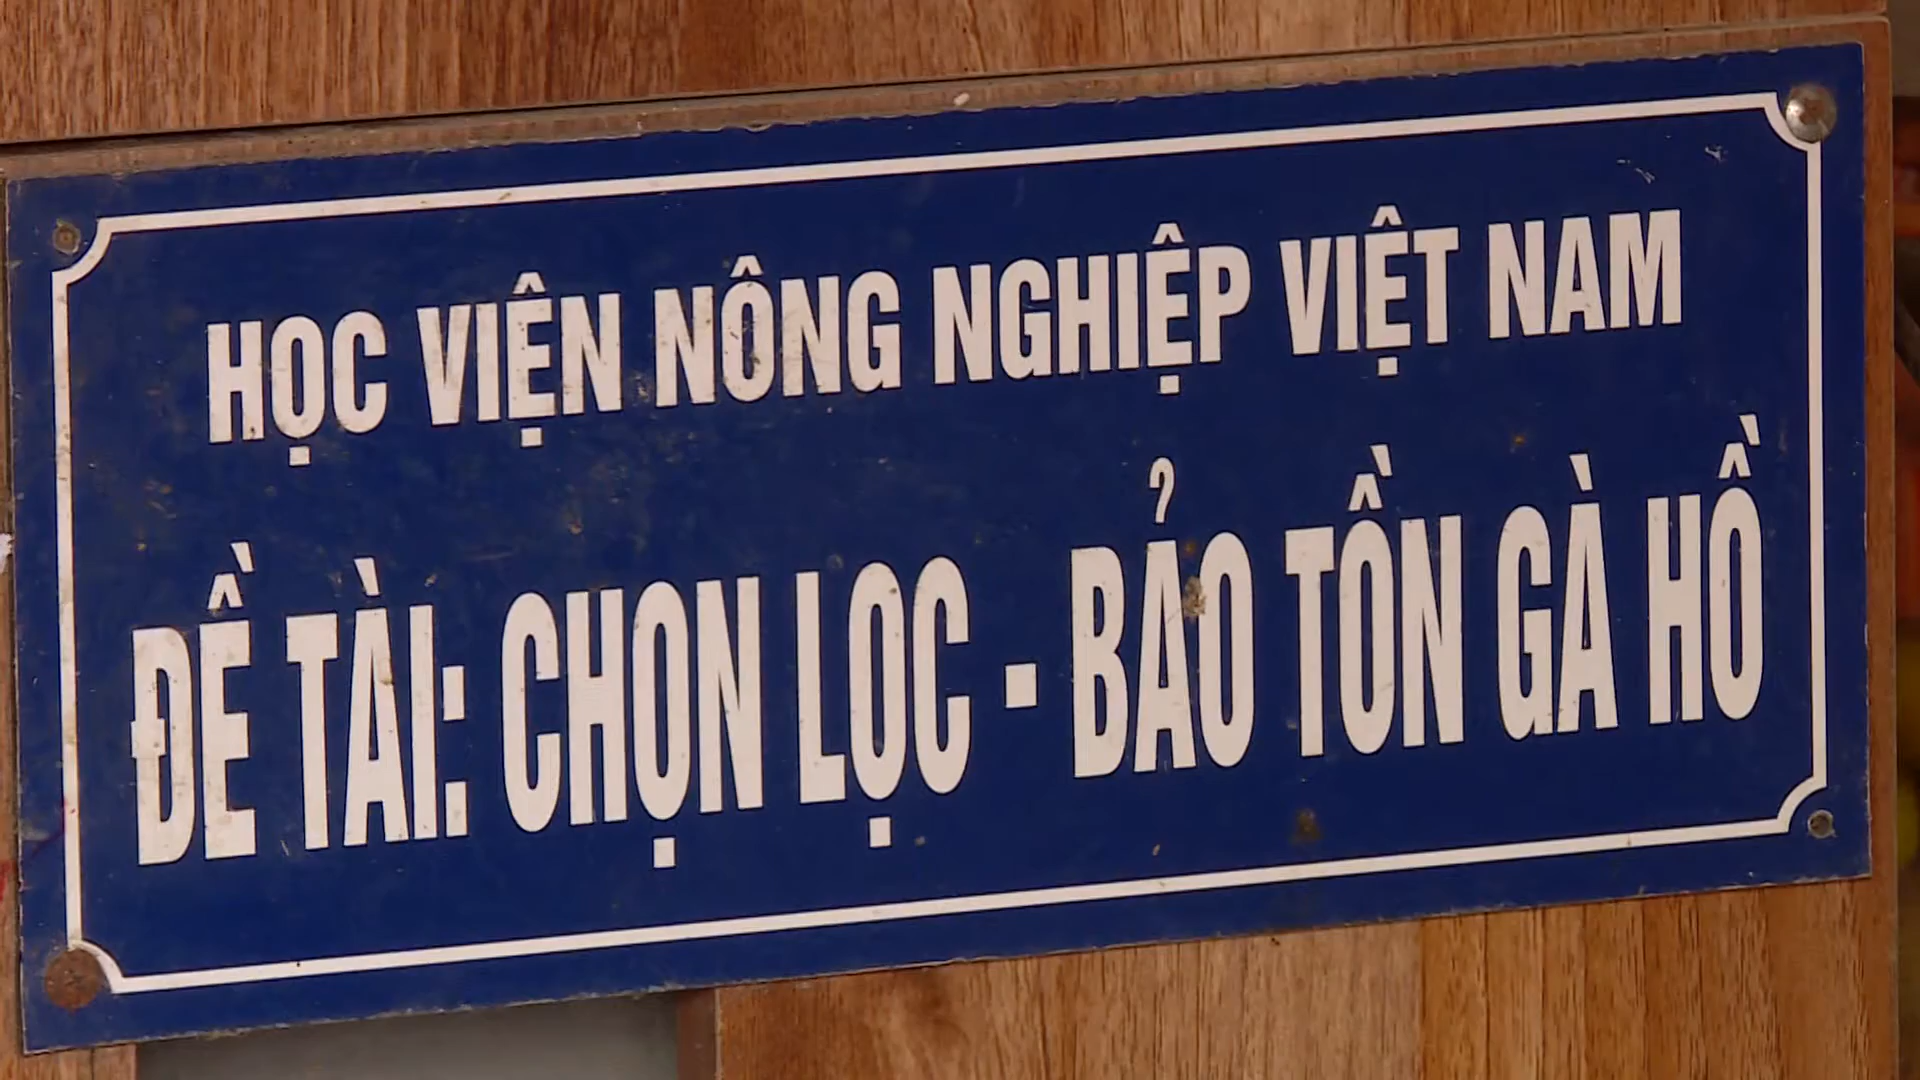 HỌC VIỆN NÔNG NGHIỆP VIỆT NAM
ĐỀ TÀI: CHỌN LỌC - BẢO TỒN GÀ HỒ